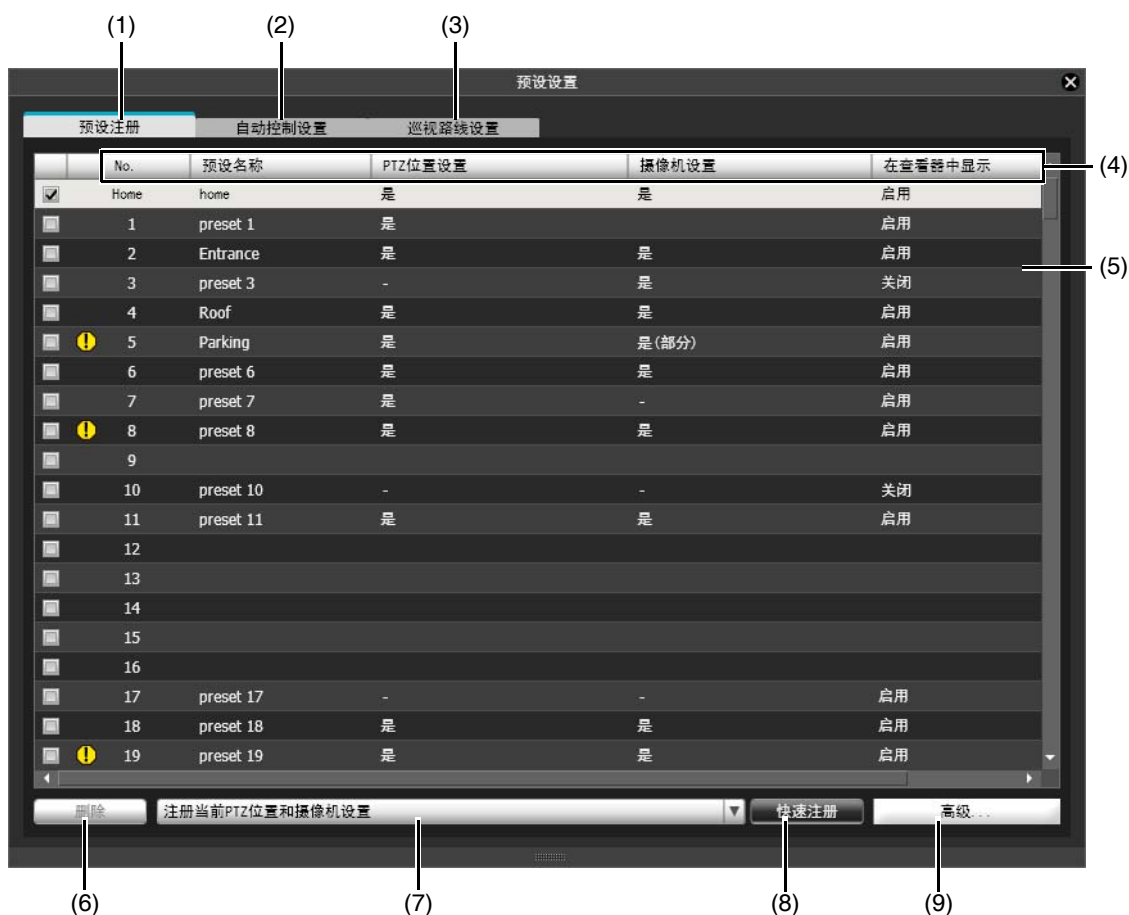 (1) (2) (3)
预设设置
预设注册 自动控制设置 巡视路线设置
No. 预设名称 PTZ位置设置 摄像机设置 在查看器中显示 (4)
Home home 是 是 启用
1 preset 1 是 启用
2 Entrance 是 是 启用
(5)
3 preset 3 - 是 关闭
4 Roof 是 是 启用
5 Parking 是 是(部分) 启用
6 preset 6 是 是 启用
7 preset 7 是 - 启用
8 preset 8 是 是 启用
9
10 preset 10 - - 关闭
11 preset 11 是 是 启用
12
13
14
15
16
17 preset 17 - - 启用
18 preset 18 是 是 启用
19 preset 19 是 是 启用
删除 注册当前PTZ位置和摄像机设置 快速注册 高级...
(6) (7) (8) (9)